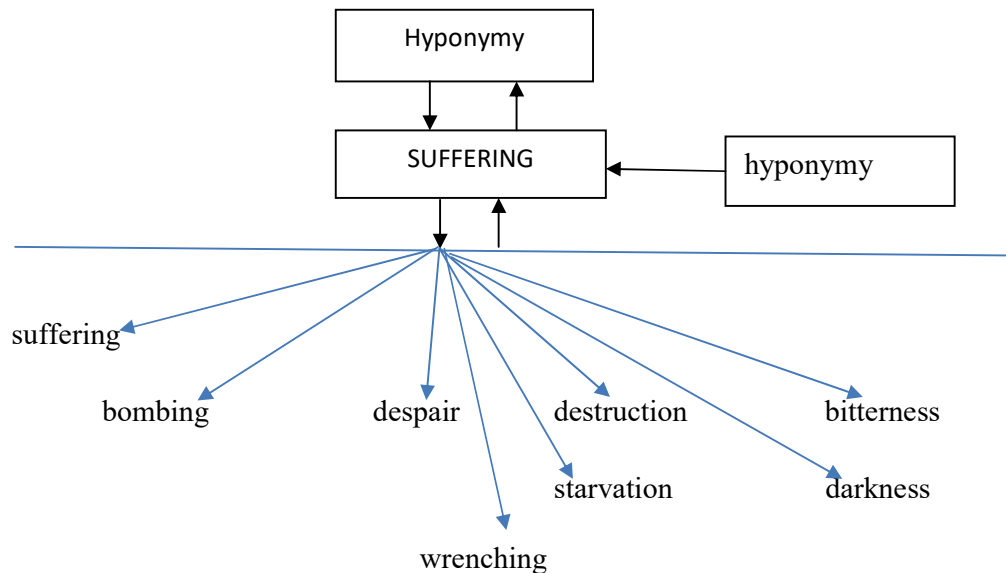 Hyponymy
SUFFERING
hyponymy
suffering
bombing
despair
destruction
bitterness
starvation
darkness
wrenching